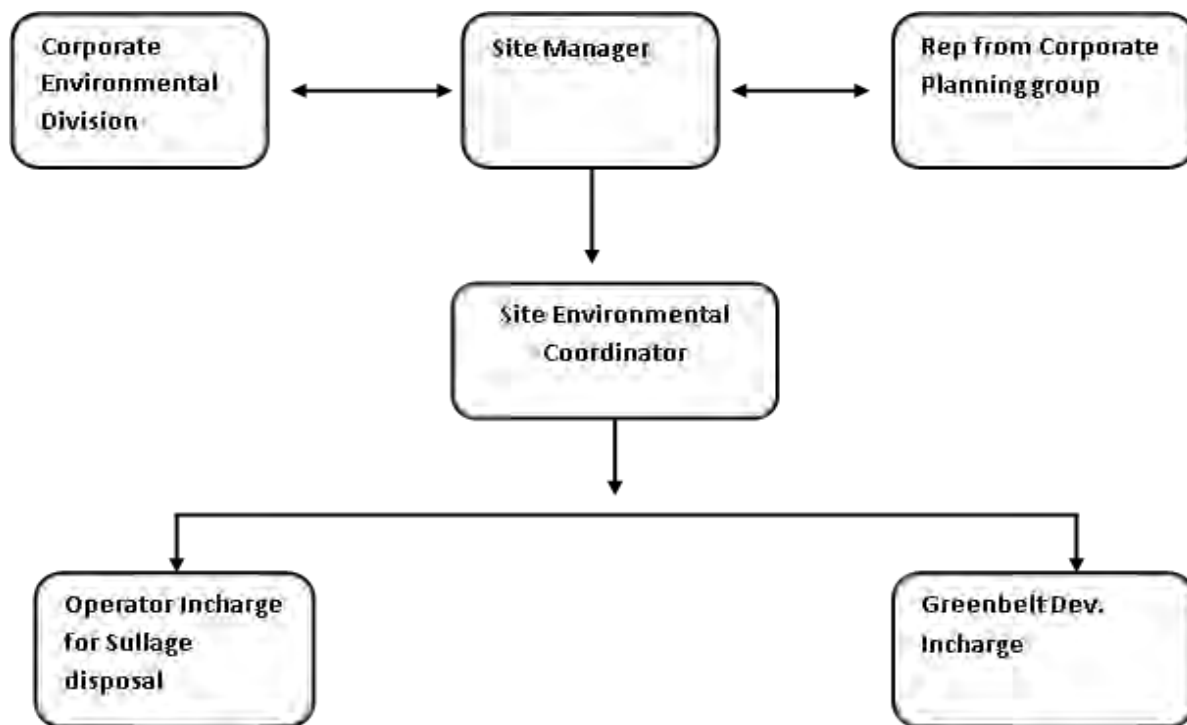 Corporate
Environmental
Division
Site Manager
Rep from Corporate
Planning group
Site Environmental
Coordinator
Operator Incharge
for Sullage
disposal
Greenbelt Dev.
Incharge